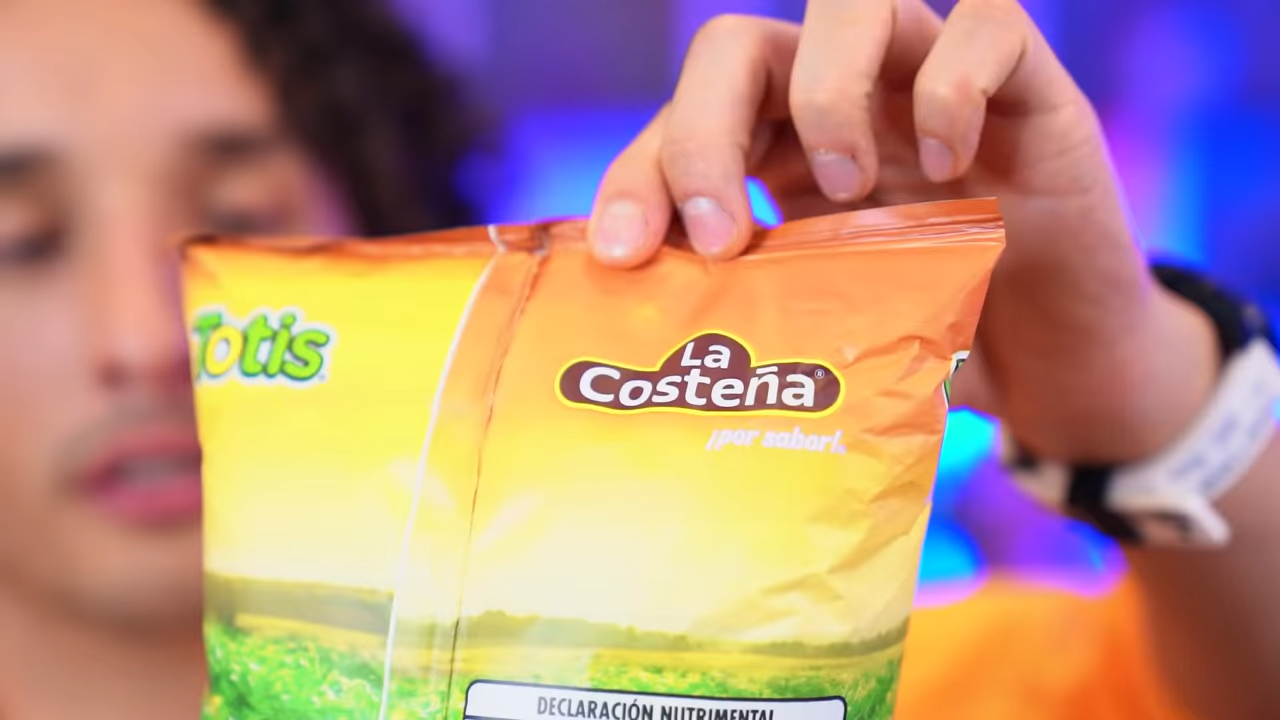 Totis
La
Costeña®
¡por sabor!
DECLARACIÓN NUTRIMENTAL